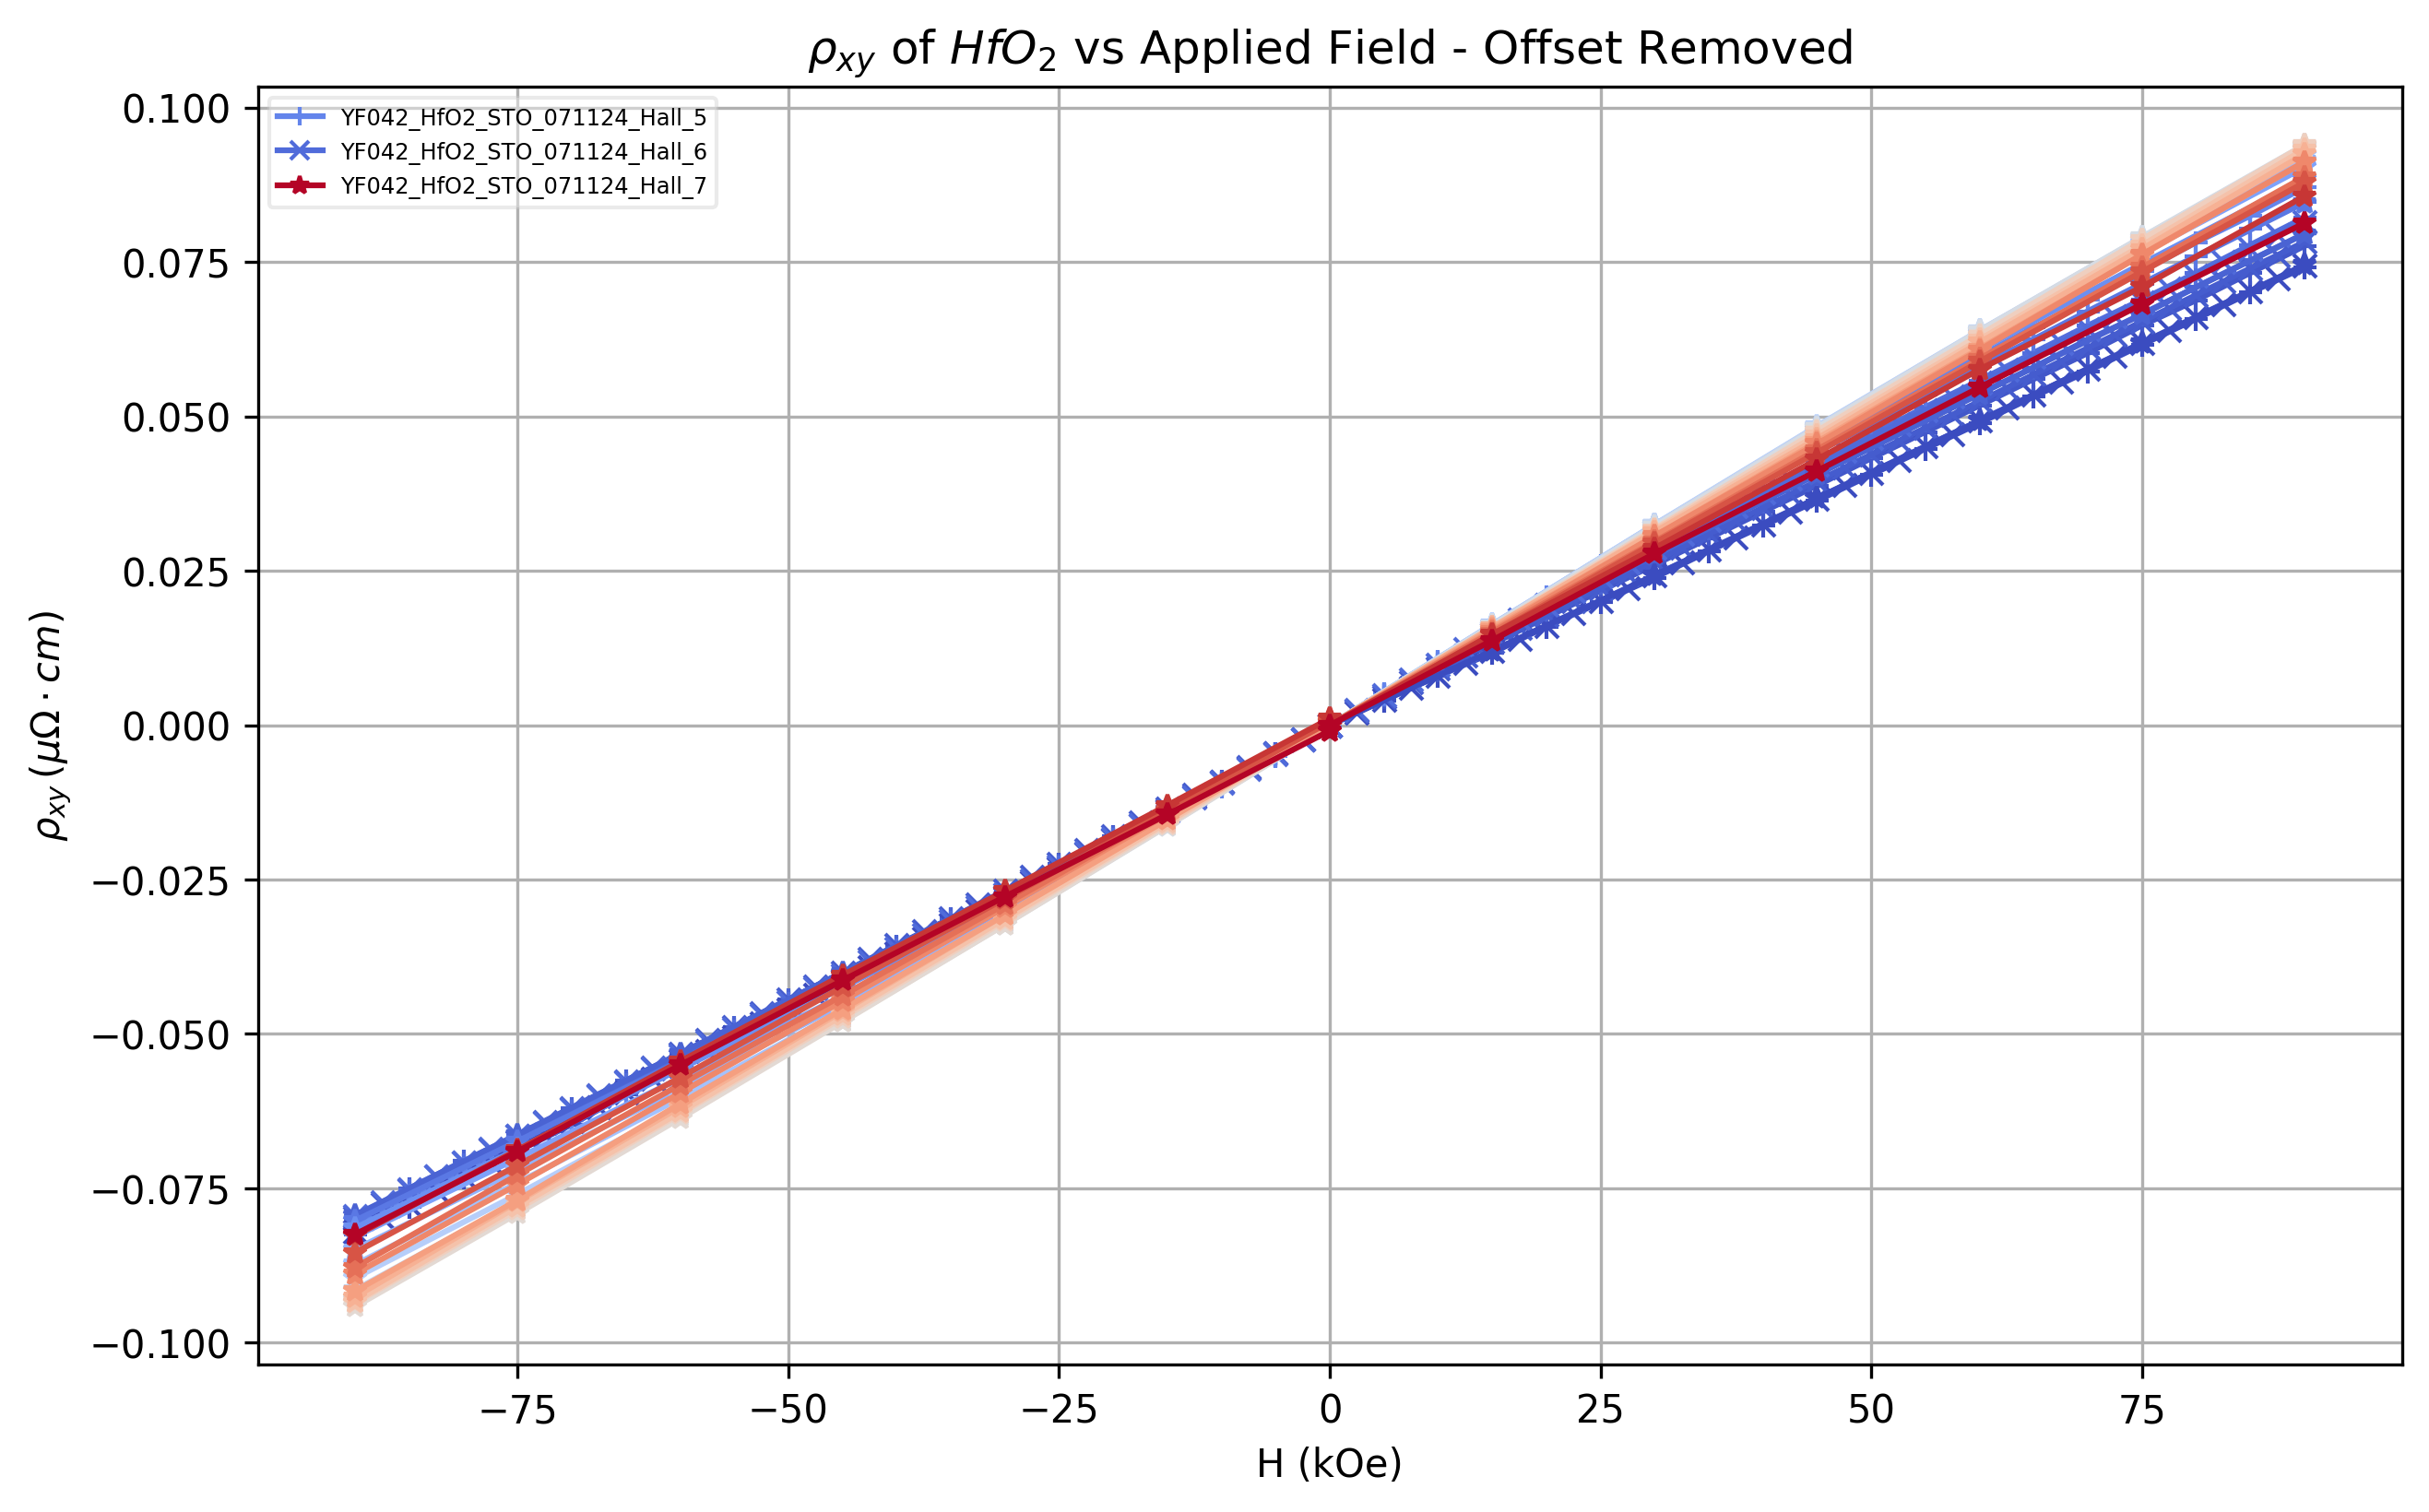 ρxy of HfO2 vs Applied Field - Offset Removed
YF042_HfO2_STO_071124_Hall_5
YF042_HfO2_STO_071124_Hall_6
YF042_HfO2_STO_071124_Hall_7
0.100
0.075
0.050
0.025
0.000
−0.025
−0.050
−0.075
−0.100
ρxy (μΩ · cm)
−75
−50
−25
0
25
50
75
H (kOe)